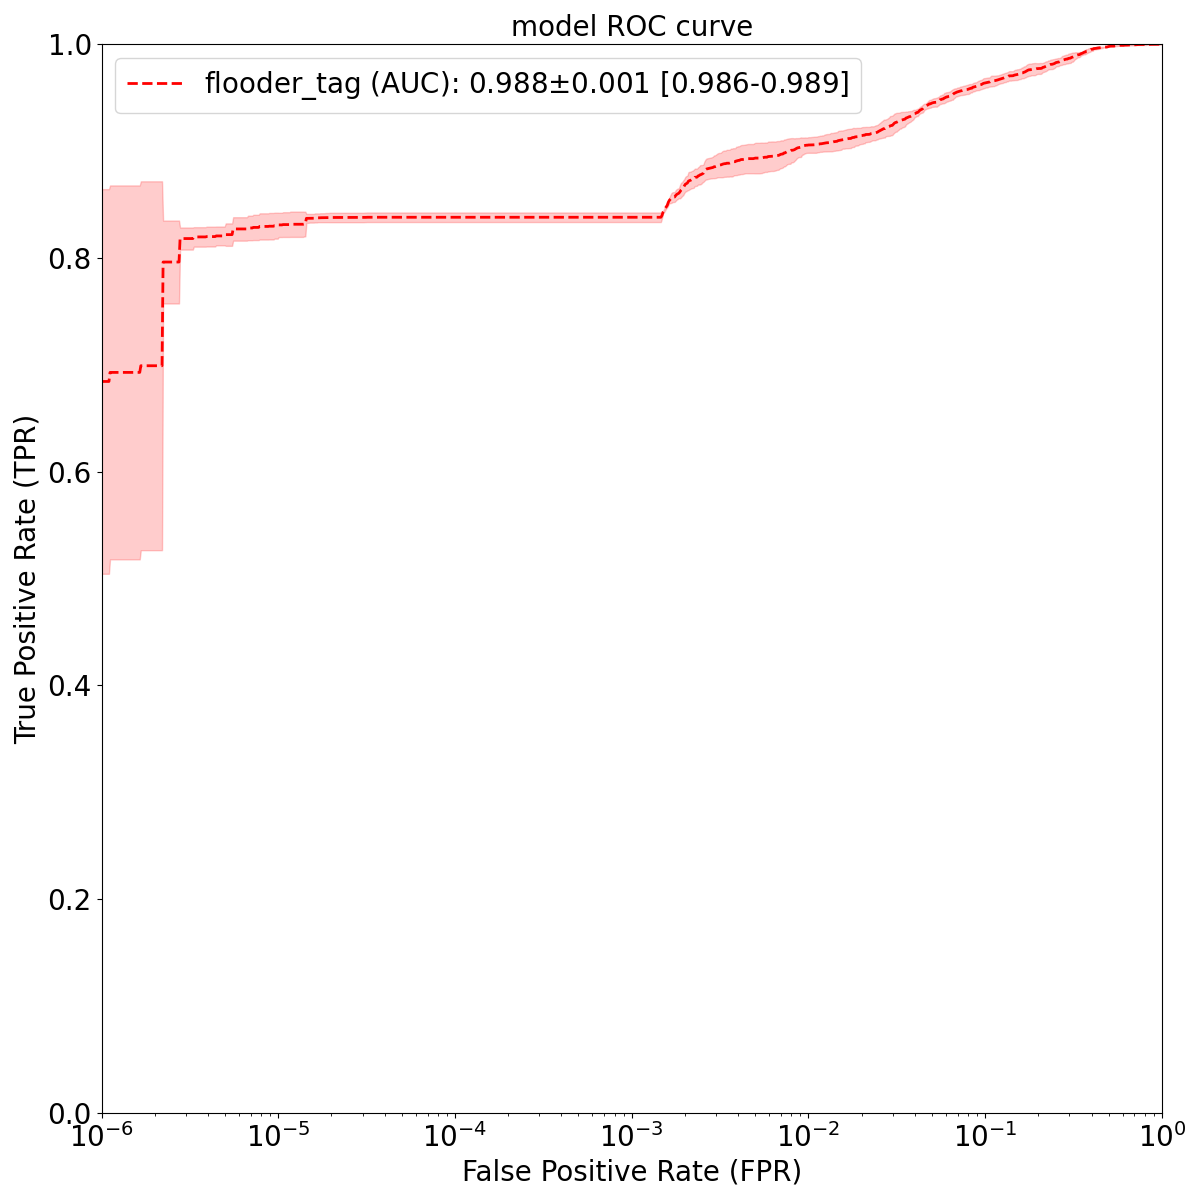 model ROC curve
flooder_tag (AUC): 0.988±0.001 [0.986-0.989]
True Positive Rate (TPR)
1.0
0.8
0.6
0.4
0.2
0.0
10⁻⁶ 10⁻⁵ 10⁻⁴ 10⁻³ 10⁻² 10⁻¹ 10⁰
False Positive Rate (FPR)